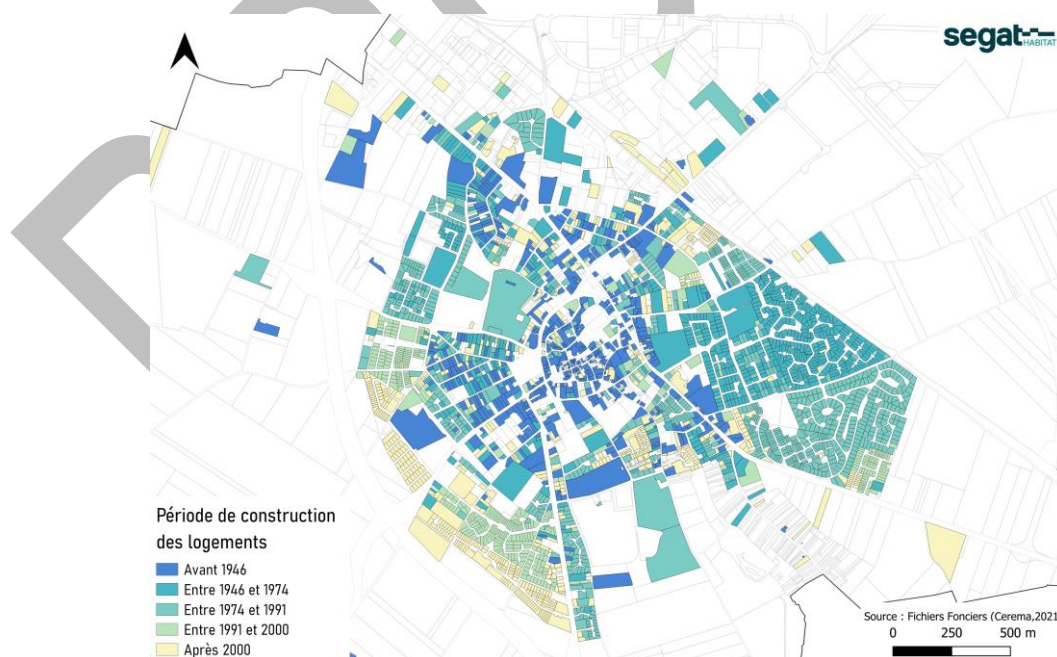 segat
HABITAT
Période de construction
des logements
Avant 1946
Entre 1946 et 1974
Entre 1974 et 1991
Entre 1991 et 2000
Après 2000
Source : Fichiers Fonciers (Cerema,2021
0 250 500 m